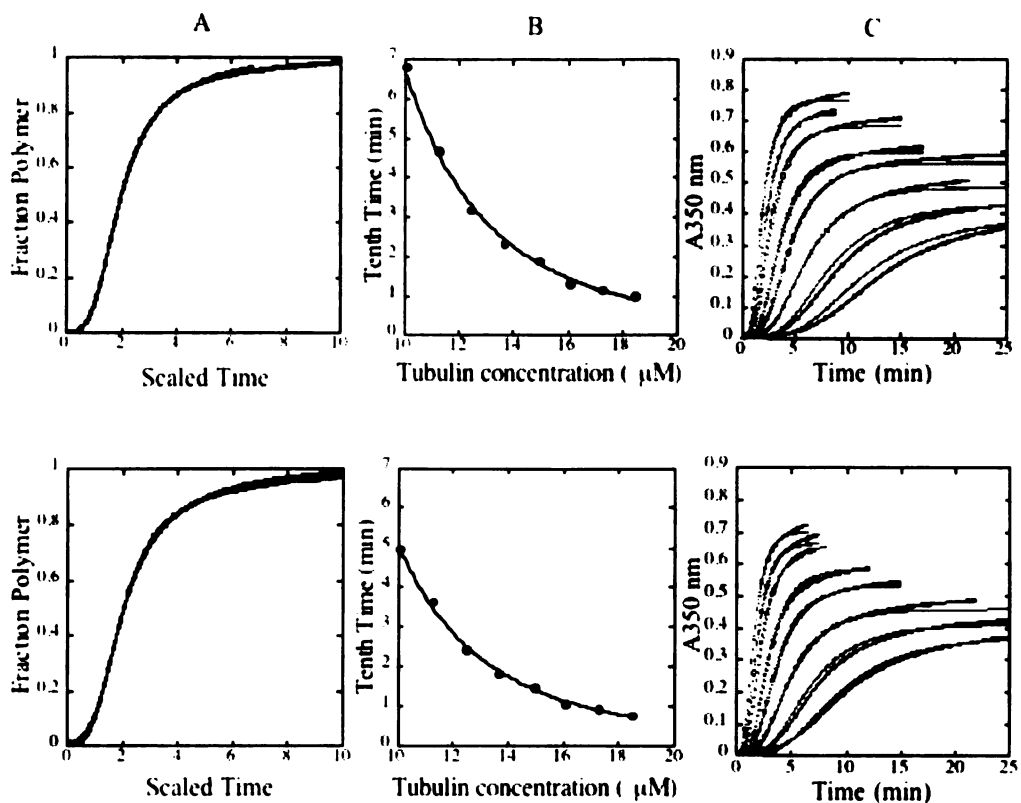 A B C
1
0.8
0.6
0.4
0.2
0
Fraction Polymer
0 2 4 6 8 10
Scaled Time
7
6
5
4
3
2
1
0
Tenth Time (min)
10 12 14 16 18 20
Tubulin concentration ( μM)
0.9
0.8
0.7
0.6
0.5
0.4
0.3
0.2
0.1
0
A350 nm
0 5 10 15 20 25
Time (min)
1
0.8
0.6
0.4
0.2
0
Fraction Polymer
0 2 4 6 8 10
Scaled Time
7
6
5
4
3
2
1
0
Tenth Time (min)
10 12 14 16 18 20
Tubulin concentration ( μM)
0.9
0.8
0.7
0.6
0.5
0.4
0.3
0.2
0.1
0
A350 nm
0 5 10 15 20 25
Time (min)